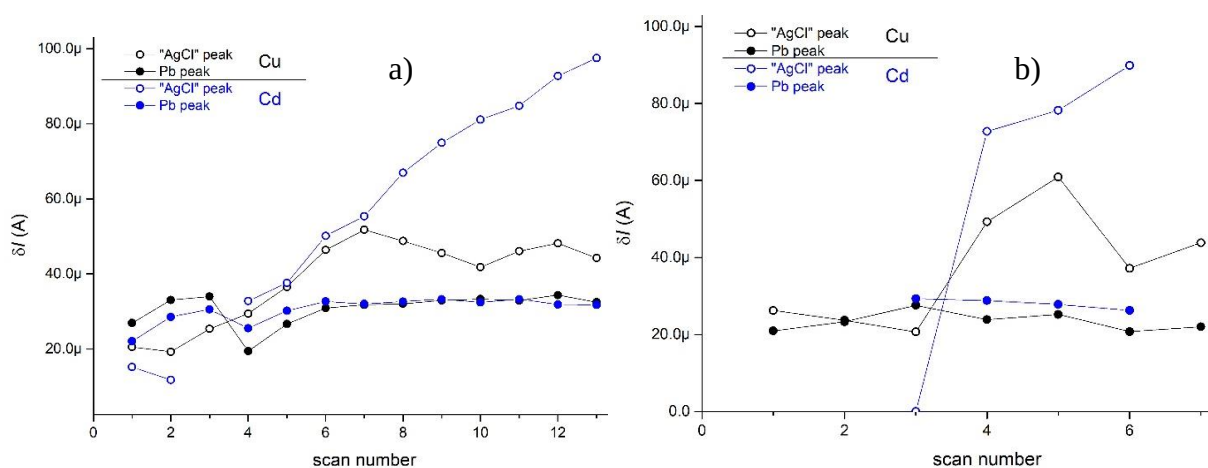 a)
"AgCl" peak
Pb peak
Cu
"AgCl" peak
Pb peak
Cd
100.0µ
80.0µ
60.0µ
40.0µ
20.0µ
δI (A)
0 2 4 6 8 10 12
scan number
b)
"AgCl" peak
Pb peak
Cu
"AgCl" peak
Pb peak
Cd
100.0µ
80.0µ
60.0µ
40.0µ
20.0µ
0.0
δI (A)
0 2 4 6
scan number